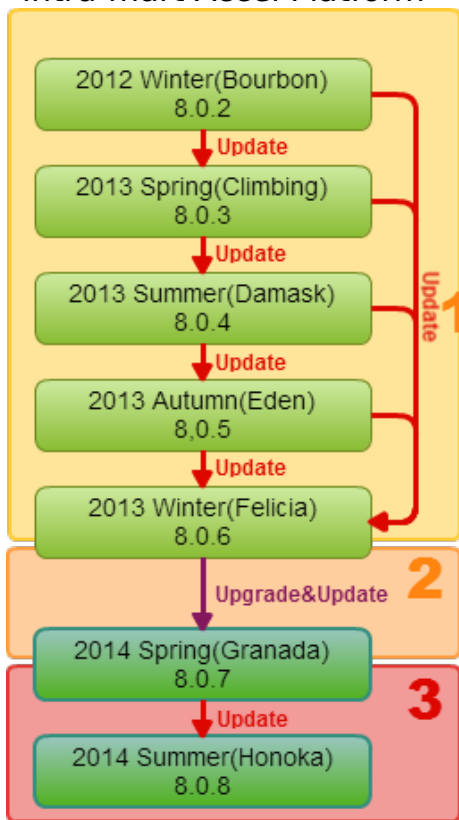 2012 Winter(Bourbon)
8.0.2
Update
2013 Spring(Climbing)
8.0.3
Update
2013 Summer(Damask)
8.0.4
Update
1
Update
2013 Autumn(Eden)
8,0.5
Update
2013 Winter(Felicia)
8.0.6
2
Upgrade&Update
2014 Spring(Granada)
8.0.7
3
Update
2014 Summer(Honoka)
8.0.8